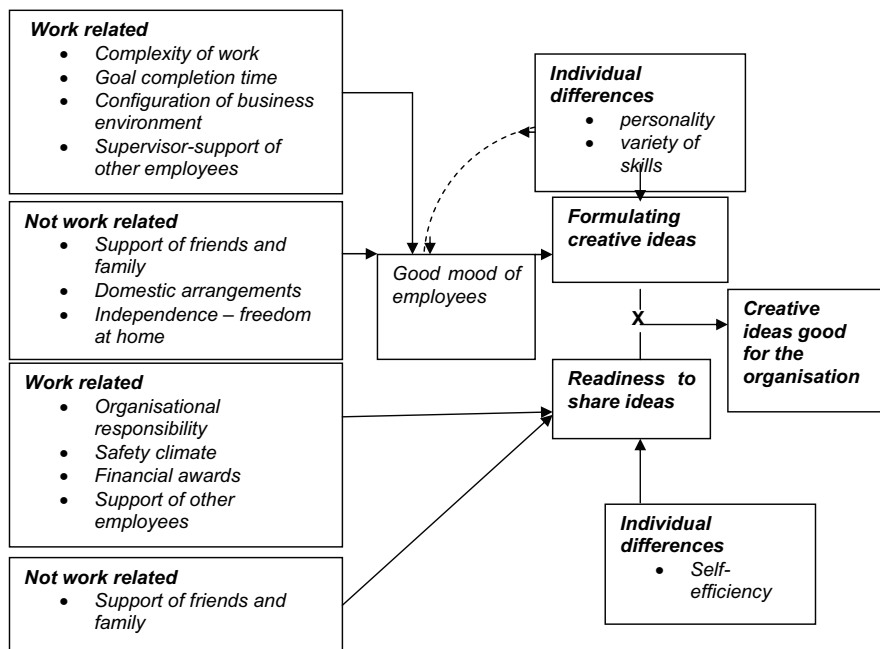 Work related
• Complexity of work
• Goal completion time
• Configuration of business
environment
• Supervisor-support of
other employees
Not work related
• Support of friends and
family
• Domestic arrangements
• Independence – freedom
at home
Work related
• Organisational
responsibility
• Safety climate
• Financial awards
• Support of other
employees
Not work related
• Support of friends and
family
Good mood of
employees
Individual
differences
• personality
• variety of
skills
Formulating
creative ideas
X
Readiness to
share ideas
Individual
differences
• Self-
efficiency
Creative
ideas good
for the
organisation